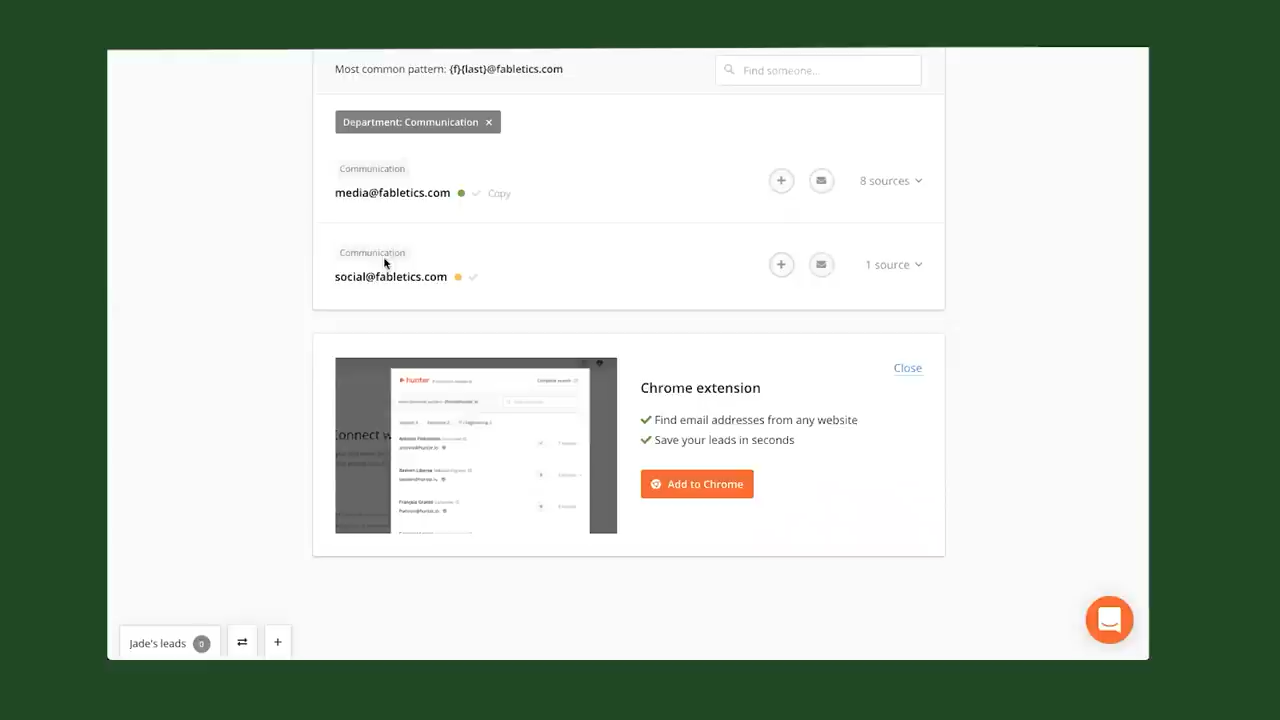 Most common pattern: {f}{last}@fabletics.com
Find someone...
Department: Communication ×
Communication
media@fabletics.com
Copy
8 sources
Communication
social@fabletics.com
1 source
hunter
Close
Chrome extension
Find email addresses from any website
Save your leads in seconds
Add to Chrome
Jade's leads 0